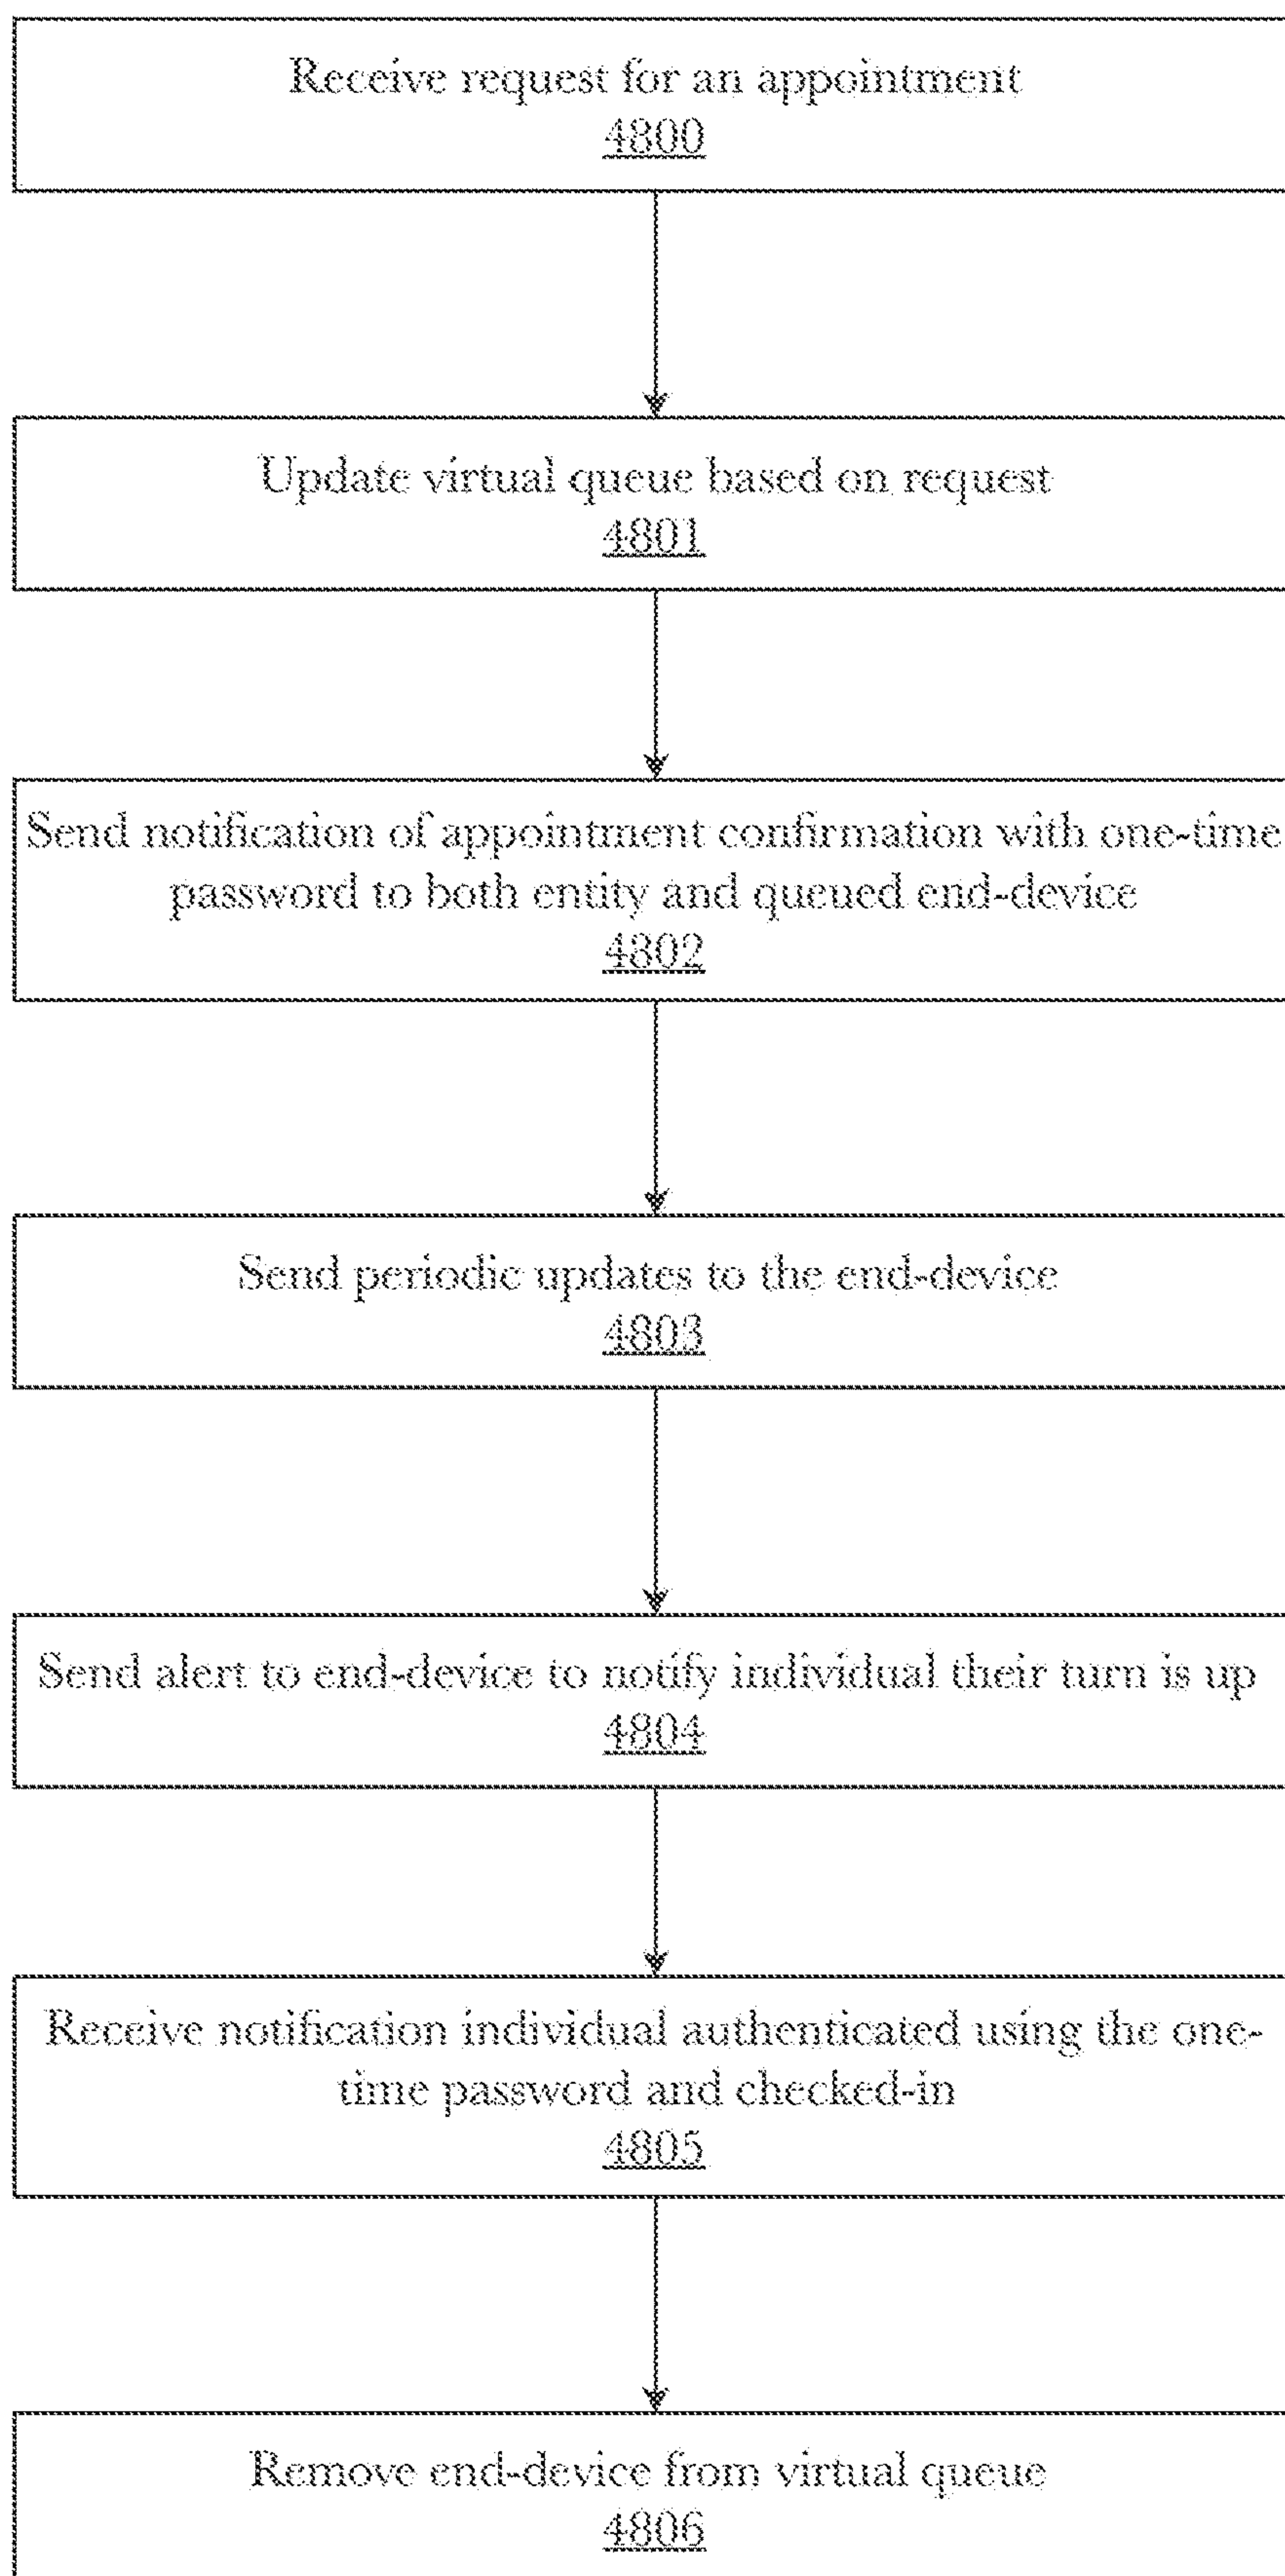 Receive request for an appointment
4800
Update virtual queue based on request
4801
Send notification of appointment confirmation with one-time
password to both entity and queued end-device
4802
Send periodic updates to the end-device
4803
Send alert to end-device to notify individual their turn is up
4804
Receive notification individual authenticated using the one-
time password and checked-in
4805
Remove end-device from virtual queue
4806